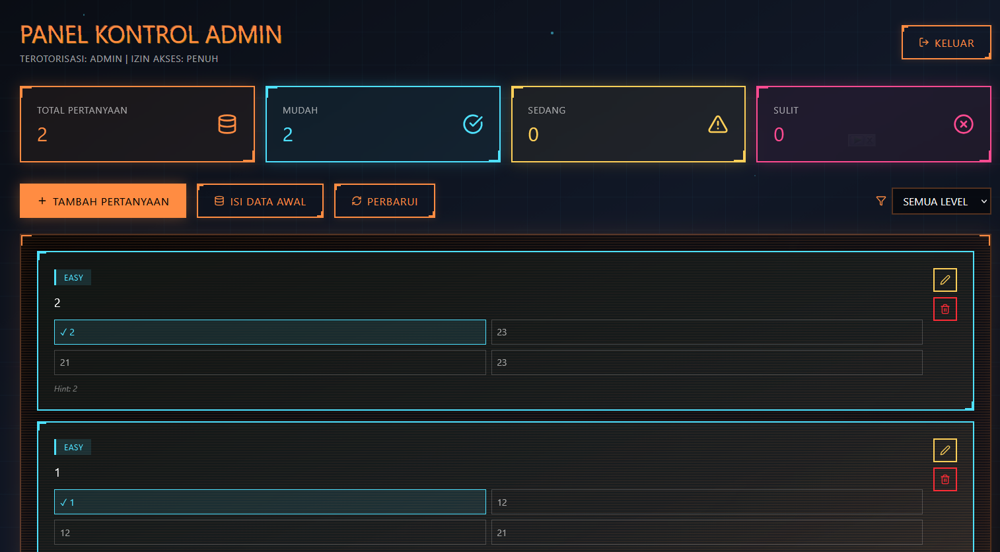 PANEL KONTROL ADMIN
TEROTORISASI: ADMIN | IZIN AKSES: PENUH
KELUAR
TOTAL PERTANYAAN
2
MUDAH
2
SEDANG
0
SULIT
0
+ TAMBAH PERTANYAAN
ISI DATA AWAL
PERBARUI
SEMUA LEVEL
EASY
2
✓ 2
23
21
23
Hint: 2
EASY
1
✓ 1
12
12
21